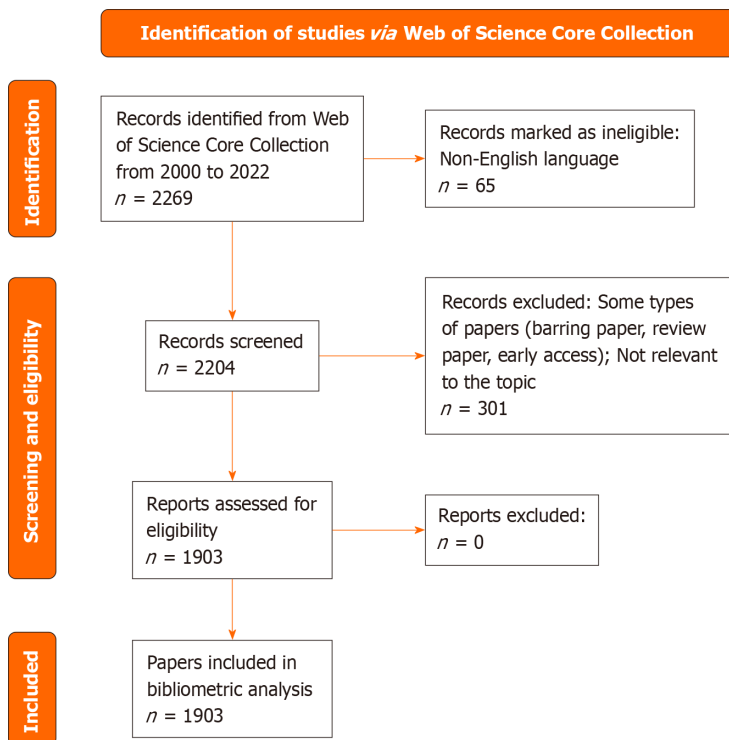 Identification of studies via Web of Science Core Collection
Identification
Records identified from Web
of Science Core Collection
from 2000 to 2022
n = 2269
Records marked as ineligible:
Non-English language
n = 65
Screening and eligibility
Records screened
n = 2204
Records excluded: Some types
of papers (barring paper, review
paper, early access); Not relevant
to the topic
n = 301
Reports assessed for
eligibility
n = 1903
Reports excluded:
n = 0
Included
Papers included in
bibliometric analysis
n = 1903